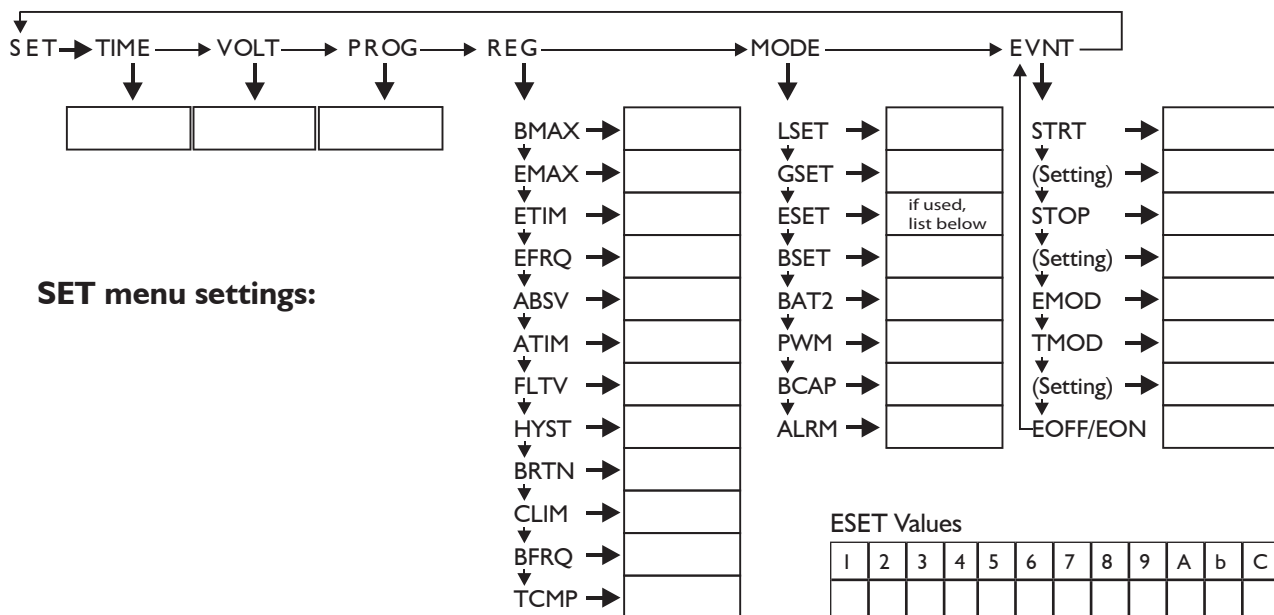 SET TIME VOLT PROG REG MODE EVNT
SET menu settings:
BMAX
EMAX
ETIM
EFRQ
ABSV
ATIM
FLTV
HYST
BRTN
CLIM
BFRQ
TCMP
LSET
GSET
ESET if used,
list below
BSET
BAT2
PWM
BCAP
ALRM
STRT
(Setting)
STOP
(Setting)
EMOD
TMOD
(Setting)
EOFF/EON
ESET Values
1 2 3 4 5 6 7 8 9 A b C